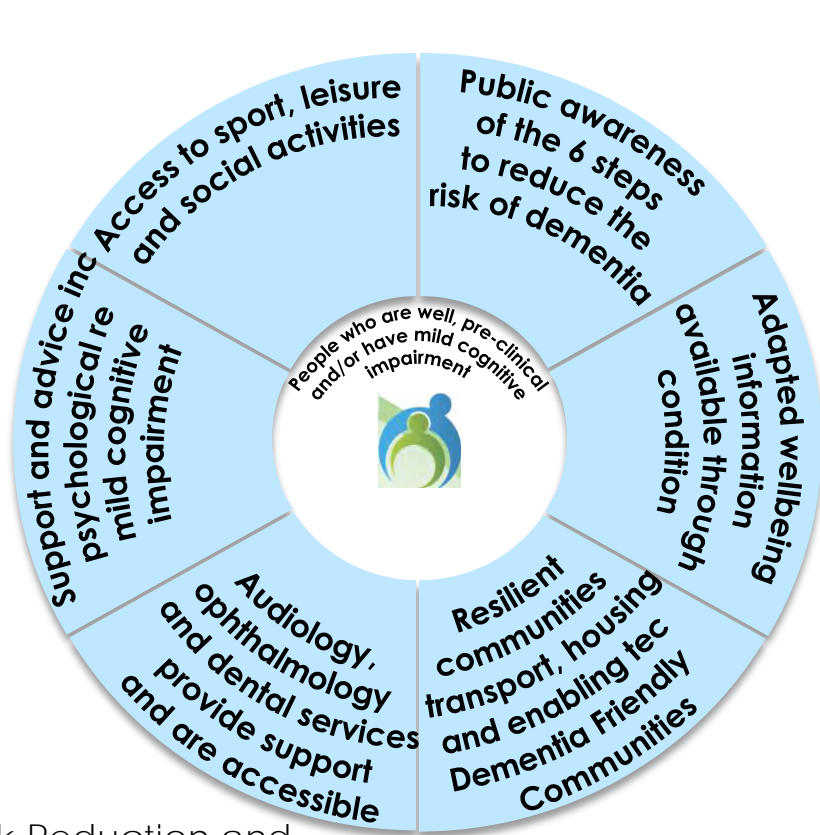 Access to sport, leisure
and social activities
Public awareness
of the 6 steps
to reduce the
risk of dementia
Adapted wellbeing
information
available through
condition
Resilient
communities
transport, housing
and enabling tec
Dementia Friendly
Communities
Audiology,
ophthalmology
and dental services
provide support
and are accessible
Support and advice inc
psychological re
mild cognitive
impairment
People who are well, pre-clinical
and/or have mild cognitive
impairment
k Reduction and